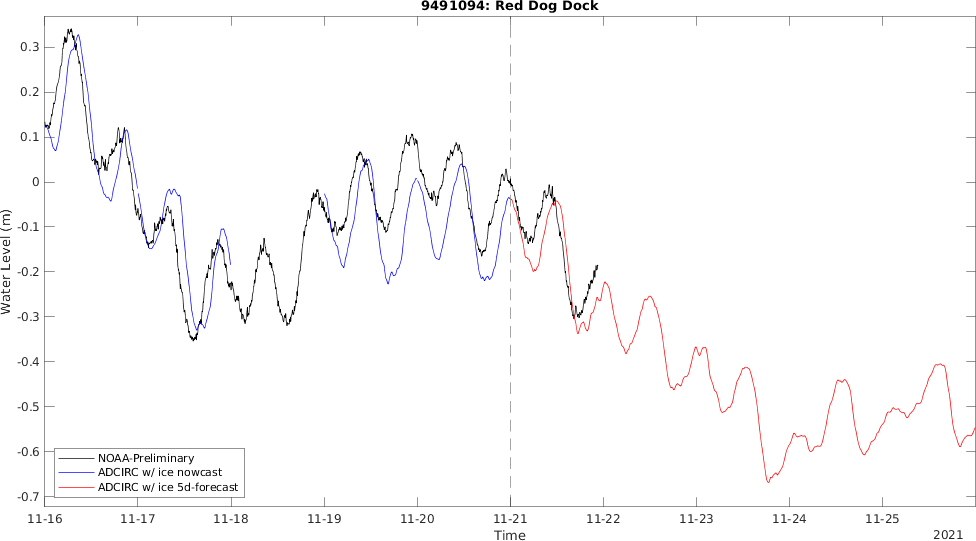 9491094: Red Dog Dock
0.3
0.2
0.1
0
-0.1
-0.2
-0.3
-0.4
-0.5
-0.6
-0.7
Water Level (m)
NOAA-Preliminary
ADCIRC w/ ice nowcast
ADCIRC w/ ice 5d-forecast
11-16 11-17 11-18 11-19 11-20 11-21 11-22 11-23 11-24 11-25
Time
2021